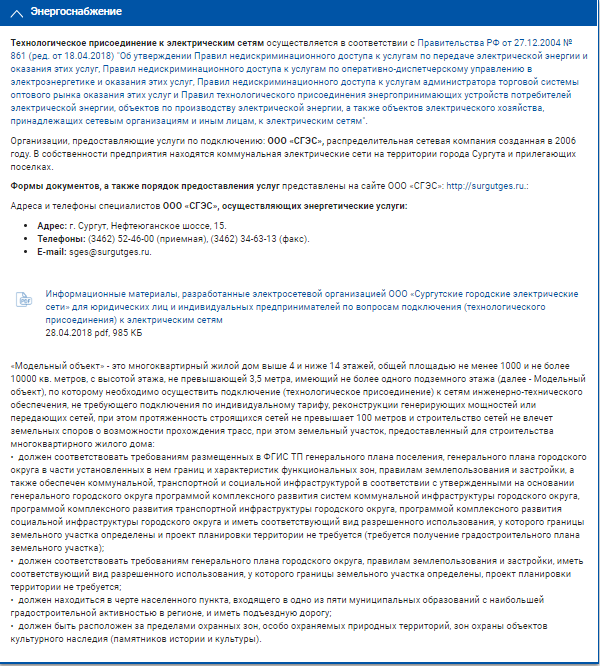 Энергоснабжение
Технологическое присоединение к электрическим сетям осуществляется в соответствии с Правительства РФ от 27.12.2004 №
861 (ред. от 18.04.2018) "Об утверждении Правил недискриминационного доступа к услугам по передаче электрической энергии и
оказания этих услуг, Правил недискриминационного доступа к услугам по оперативно-диспетчерскому управлению в
электроэнергетике и оказания этих услуг, Правил недискриминационного доступа к услугам администратора торговой системы
оптового рынка оказания этих услуг и Правил технологического присоединения энергопринимающих устройств потребителей
электрической энергии, объектов по производству электрической энергии, а также объектов электрического хозяйства,
принадлежащих сетевым организациям и иным лицам, к электрическим сетям".
Организации, предоставляющие услуги по подключению: ООО «СГЭС», распределительная сетевая компания созданная в 2006
году. В собственности предприятия находятся коммунальная электрические сети на территории города Сургута и прилегающих
поселках.
Формы документов, а также порядок предоставления услуг представлены на сайте ООО «СГЭС»: http://surgutges.ru.:
Адреса и телефоны специалистов ООО «СГЭС», осуществляющих энергетические услуги:
• Адрес: г. Сургут, Нефтеюганское шоссе, 15.
• Телефоны: (3462) 52-46-00 (приемная), (3462) 34-63-13 (факс).
• E-mail: sges@surgutges.ru.
PDF
Информационные материалы, разработанные электросетевой организацией ООО «Сургутские городские электрические
сети» для юридических лиц и индивидуальных предпринимателей по вопросам подключения (технологического
присоединения) к электрическим сетям
28.04.2018 pdf, 985 КБ
«Модельный объект» - это многоквартирный жилой дом выше 4 и ниже 14 этажей, общей площадью не менее 1000 и не более
10000 кв. метров, с высотой этажа, не превышающей 3,5 метра, имеющий не более одного подземного этажа (далее - Модельный
объект), по которому необходимо осуществить подключение (технологическое присоединение) к сетям инженерно-технического
обеспечения, не требующего подключения по индивидуальному тарифу, реконструкции генерирующих мощностей или
передающих сетей, при этом протяженность строящихся сетей не превышает 100 метров и строительство сетей не влечет
земельных споров о возможности прохождения трасс, при этом земельный участок, предоставленный для строительства
многоквартирного жилого дома:
• должен соответствовать требованиям размещенных в ФГИС ТП генерального плана поселения, генерального плана городского
округа в части установленных в нем границ и характеристик функциональных зон, правилам землепользования и застройки, а
также обеспечен коммунальной, транспортной и социальной инфраструктурой в соответствии с утвержденными на основании
генерального городского округа программой комплексного развития систем коммунальной инфраструктуры городского округа,
программой комплексного развития транспортной инфраструктуры городского округа, программой комплексного развития
социальной инфраструктуры городского округа и иметь соответствующий вид разрешенного использования, у которого границы
земельного участка определены и проект планировки территории не требуется (требуется получение градостроительного плана
земельного участка);
• должен соответствовать требованиям генерального плана городского округа, правилам землепользования и застройки, иметь
соответствующий вид разрешенного использования, у которого границы земельного участка определены, проект планировки
территории не требуется;
• должен находиться в черте населенного пункта, входящего в одно из пяти муниципальных образований с наибольшей
градостроительной активностью в регионе, и иметь подъездную дорогу;
• должен быть расположен за пределами охранных зон, особо охраняемых природных территорий, зон охраны объектов
культурного наследия (памятников истории и культуры).